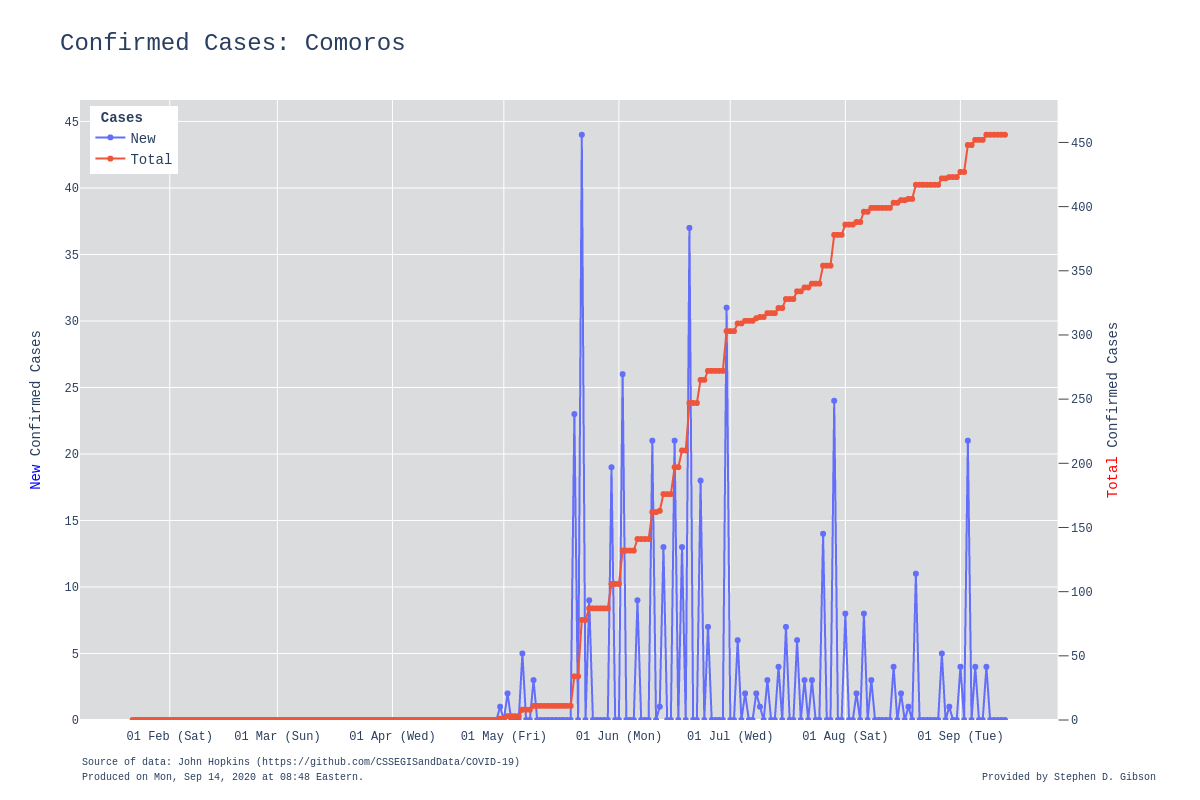 Confirmed Cases: Comoros
Cases
New
Total
45
40
35
30
25
20
15
10
5
0
450
400
350
300
250
200
150
100
50
0
New Confirmed Cases
Total Confirmed Cases
01 Feb (Sat) 01 Mar (Sun) 01 Apr (Wed) 01 May (Fri) 01 Jun (Mon) 01 Jul (Wed) 01 Aug (Sat) 01 Sep (Tue)
Source of data: John Hopkins (https://github.com/CSSEGISandData/COVID-19)
Produced on Mon, Sep 14, 2020 at 08:48 Eastern.
Provided by Stephen D. Gibson